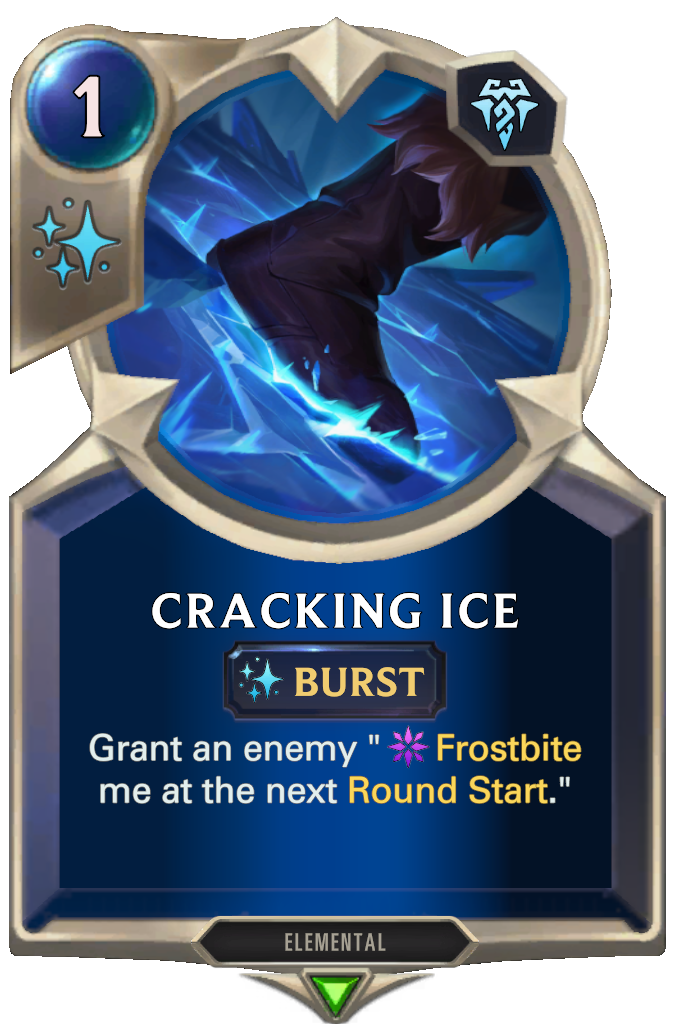 1
CRACKING ICE
BURST
Grant an enemy " Frostbite
me at the next Round Start."
ELEMENTAL